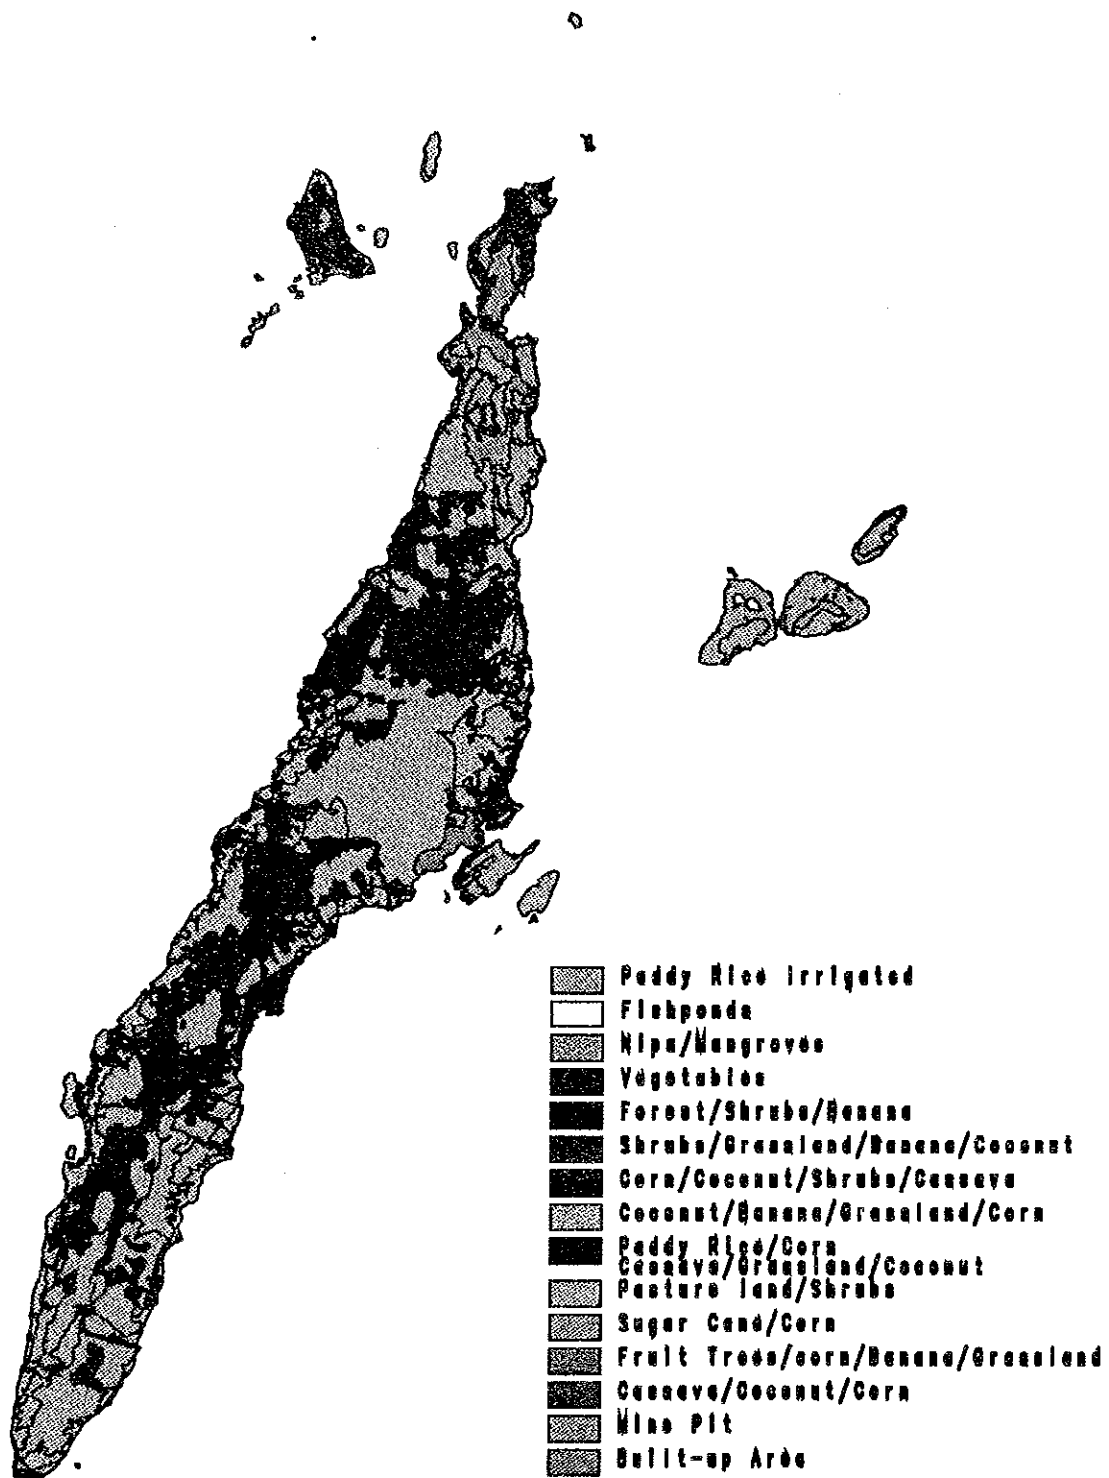 Paddy Rice irrigated
Fishponds
Nipa/Mangroves
Vegetables
Forest/Shrubs/Banana
Shrubs/Grassland/Banana/Coconut
Corn/Coconut/Shrubs/Cassava
Coconut/Banana/Grassland/Corn
Paddy Rice/Corn
Cassava/Grassland/Coconut
Pasture land/Shrubs
Sugar Cane/Corn
Fruit Trees/corn/Banana/Grassland
Cassava/Coconut/Corn
Mine Pit
Built-up Area